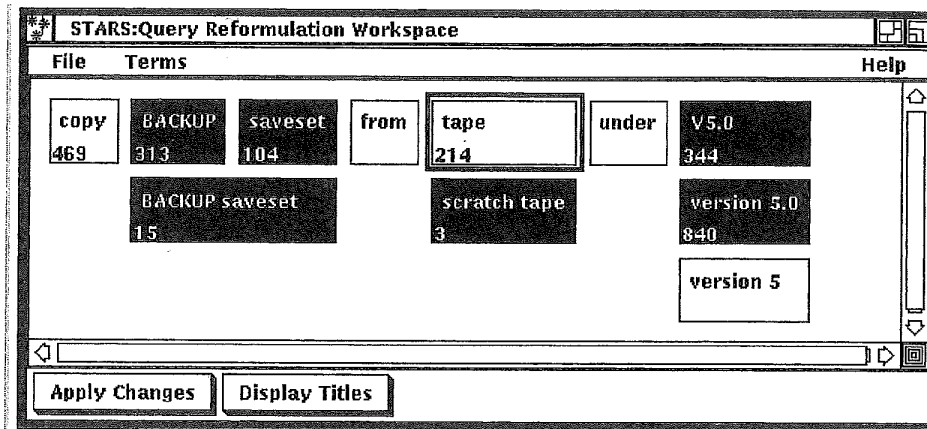 STARS:Query Reformulation Workspace
File Terms Help
copy BACKUP saveset from tape under V5.0
469 313 104 214 344
BACKUP saveset scratch tape version 5.0
15 3 840
version 5
Apply Changes Display Titles